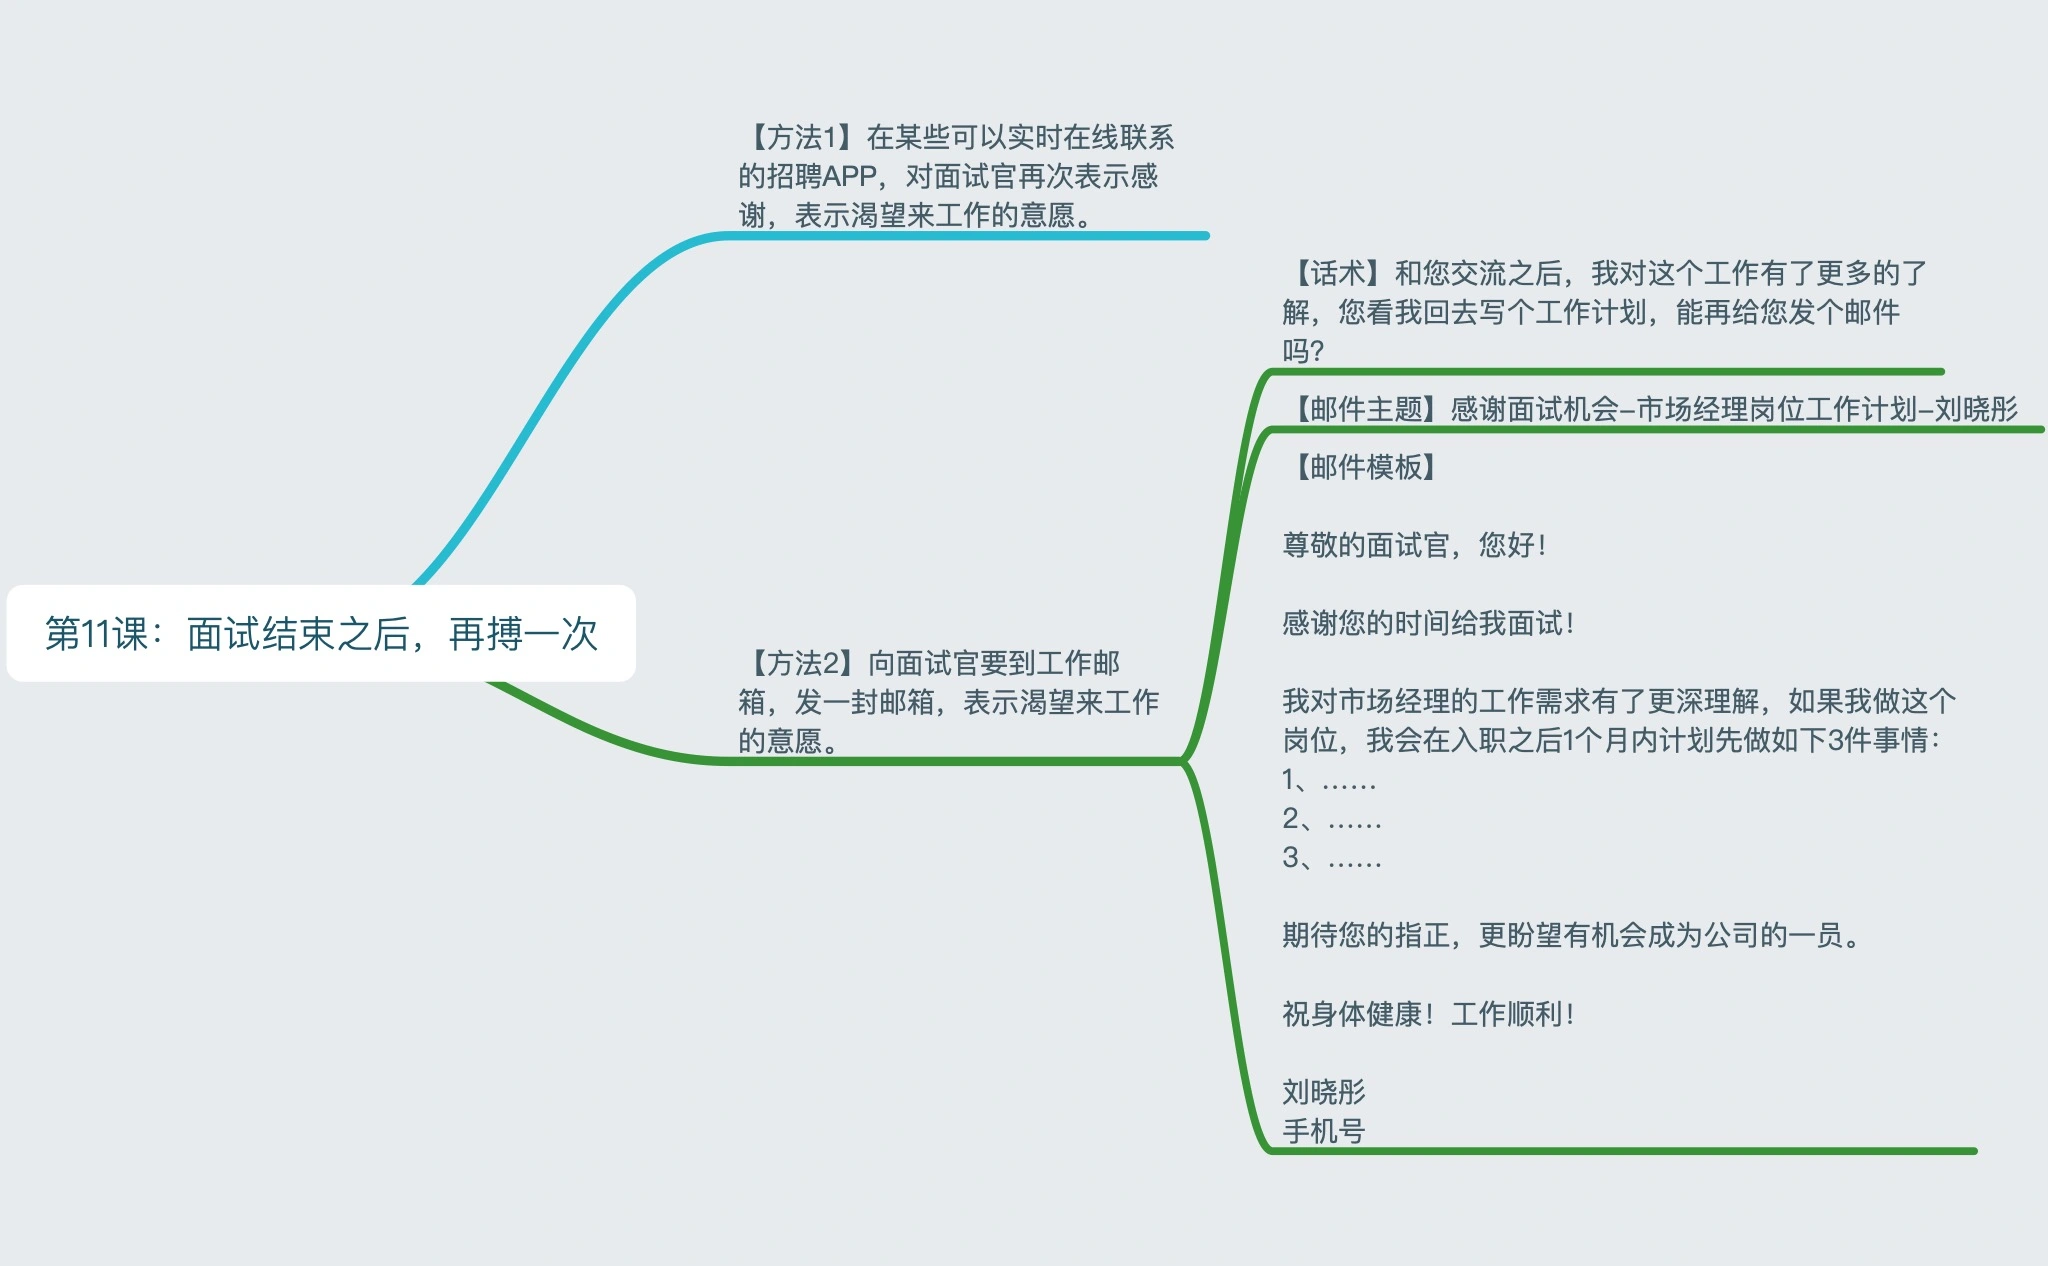 【方法1】在某些可以实时在线联系
的招聘APP，对面试官再次表示感
谢，表示渴望来工作的意愿。
【话术】和您交流之后，我对这个工作有了更多的了
解，您看我回去写个工作计划，能再给您发个邮件
吗？
【邮件主题】感谢面试机会-市场经理岗位工作计划-刘晓彤
【邮件模板】
尊敬的面试官，您好！
感谢您的时间给我面试！
第11课：面试结束之后，再搏一次
【方法2】向面试官要到工作邮
箱，发一封邮箱，表示渴望来工作
的意愿。
我对市场经理的工作需求有了更深理解，如果我做这个
岗位，我会在入职之后1个月内计划先做如下3件事情：
1、……
2、……
3、……
期待您的指正，更盼望有机会成为公司的一员。
祝身体健康！工作顺利！
刘晓彤
手机号